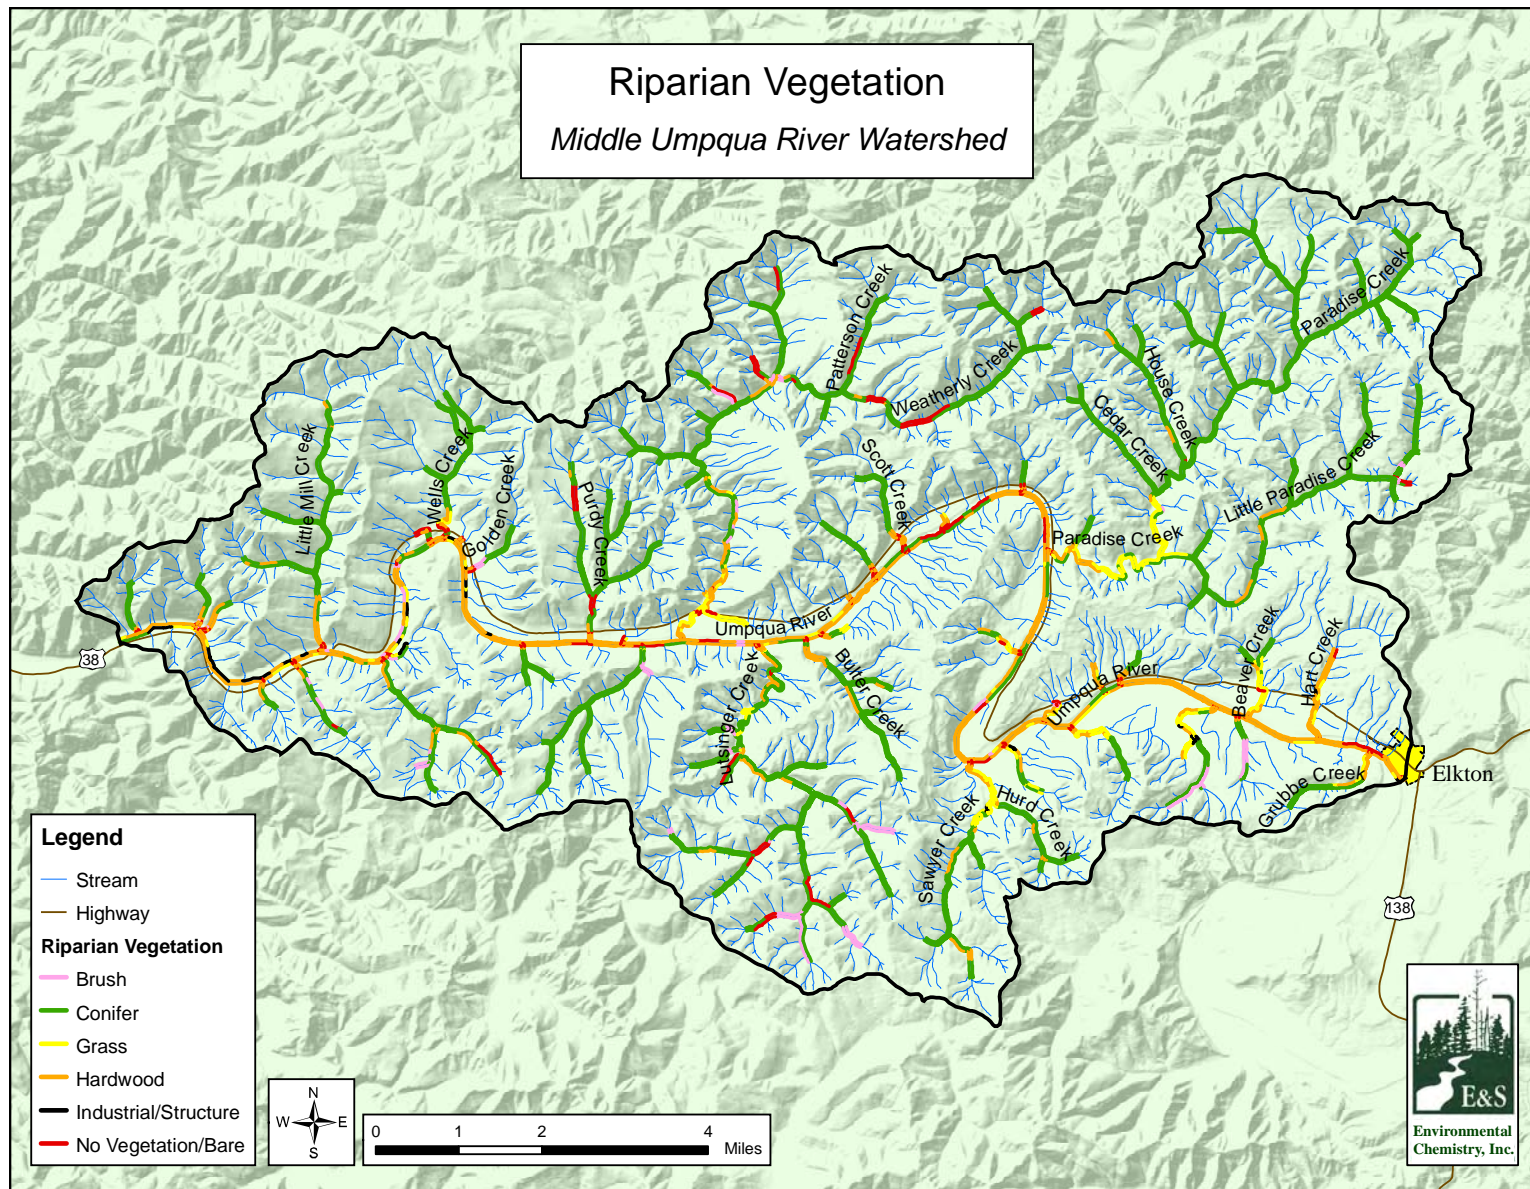 Riparian Vegetation
Middle Umpqua River Watershed
Paradise Creek
Patterson Creek
Weatherly Creek
House Creek
Cedar Creek
Little Paradise Creek
Scott Creek
Little Mill Creek
Wells Creek
Golden Creek
Purdy Creek
Paradise Creek
Umpqua River
Butler Creek
Lutsinger Creek
Umpqua River
Beaver Creek
Hart Creek
38
Elkton
Grubbe Creek
Hurd Creek
Sawyer Creek
138
Legend
Stream
Highway
Riparian Vegetation
Brush
Conifer
Grass
Hardwood
Industrial/Structure
No Vegetation/Bare
N
W E
S
0 1 2 4
Miles
E&S
Environmental
Chemistry, Inc.